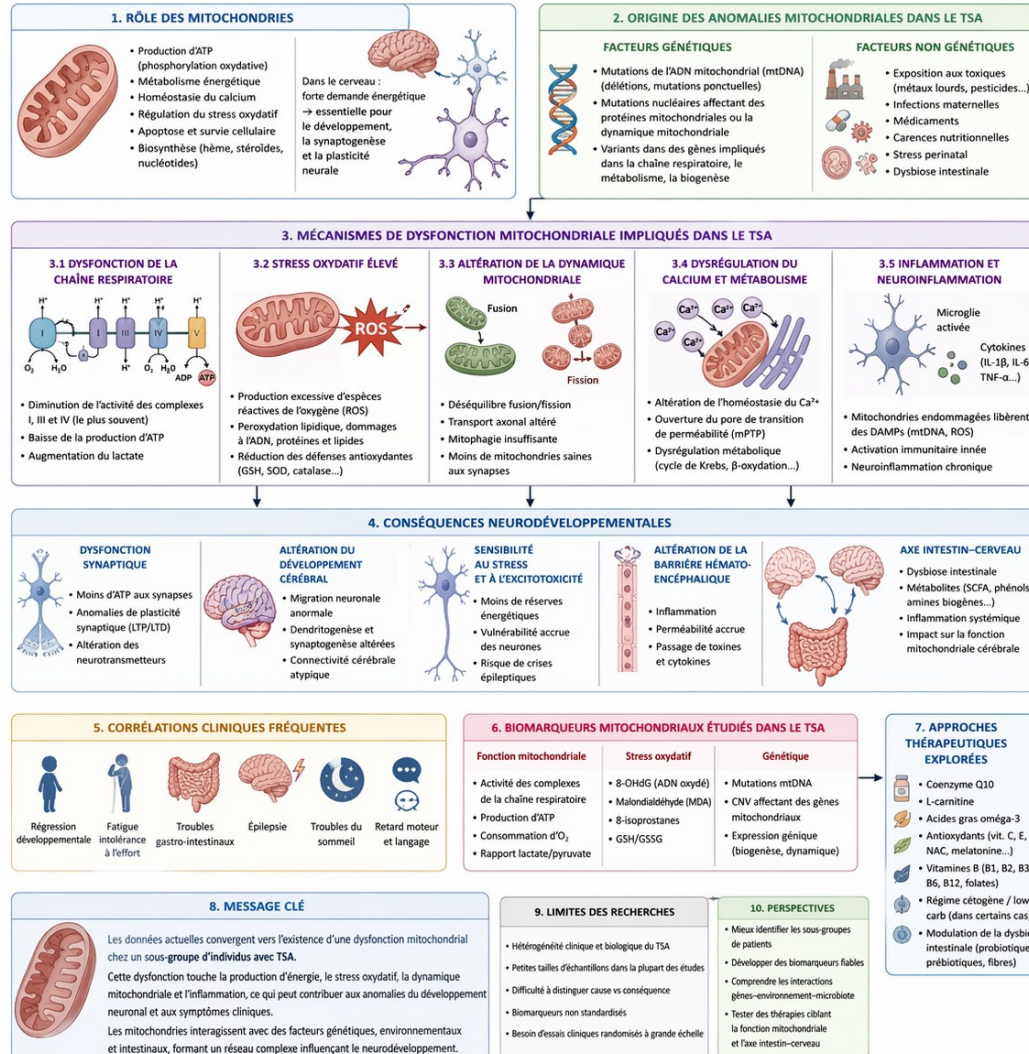 1. RÔLE DES MITOCHONDRIES
• Production d'ATP
(phosphorylation oxydative)
• Métabolisme énergétique
• Homéostasie du calcium
• Régulation du stress oxydatif
• Apoptose et survie cellulaire
• Biosynthèse (hème, stéroïdes,
nucléotides)
Dans le cerveau :
forte demande énergétique
→ essentielle pour
le développement,
la synaptogenèse
et la plasticité
neurale
2. ORIGINE DES ANOMALIES MITOCHONDRIALES DANS LE TSA
FACTEURS GÉNÉTIQUES
• Mutations de l'ADN mitochondrial (mtDNA)
(délétions, mutations ponctuelles)
• Mutations nucléaires affectant des
protéines mitochondriales ou la
dynamique mitochondriale
• Variants dans des gènes impliqués
dans la chaîne respiratoire, le
métabolisme, la biogenèse
FACTEURS NON GÉNÉTIQUES
• Exposition aux toxiques
(métaux lourds, pesticides...)
• Infections maternelles
• Médicaments
• Carences nutritionnelles
• Stress perinatal
• Dysbiose intestinale
3. MÉCANISMES DE DYSFONCTION MITOCHONDRIALE IMPLIQUÉS DANS LE TSA
3.1 DYSFONCTION DE LA
CHAÎNE RESPIRATOIRE
H⁺ H⁺ H⁺ H⁺
I I III IV V
O₂ H₂O H⁺ O₂ H₂O
ADP ATP
• Diminution de l'activité des complexes
I, III et IV (le plus souvent)
• Baisse de la production d'ATP
• Augmentation du lactate
3.2 STRESS OXYDATIF ÉLEVÉ
ROS
• Production excessive d'espèces
réactives de l'oxygène (ROS)
• Peroxydation lipidique, dommages
à l'ADN, protéines et lipides
• Réduction des défenses antioxydantes
(GSH, SOD, catalase...)
3.3 ALTÉRATION DE LA DYNAMIQUE
MITOCHONDRIALE
Fusion
Fission
• Déséquilibre fusion/fission
• Transport axonal altéré
• Mitophagie insuffisante
• Moins de mitochondries saines
aux synapses
3.4 DYSRÉGULATION DU
CALCIUM ET MÉTABOLISME
Ca²⁺ Ca²⁺ Ca²⁺
Ca²⁺
Ca²⁺
• Altération de l'homéostasie du Ca²⁺
• Ouverture du pore de transition
de perméabilité (mPTP)
• Dysrégulation métabolique
(cycle de Krebs, β-oxydation...)
3.5 INFLAMMATION ET
NEUROINFLAMMATION
Microglie
activée
Cytokines
(IL-1β, IL-6
TNF-α...)
• Mitochondries endommagées libèrent
des DAMPs (mtDNA, ROS)
• Activation immunitaire innée
• Neuroinflammation chronique
4. CONSÉQUENCES NEURODÉVELOPPEMENTALES
DYSFONCTION
SYNAPTIQUE
• Moins d'ATP aux synapses
• Anomalies de plasticité
synaptique (LTP/LTD)
• Altération des
neurotransmetteurs
ALTÉRATION DU
DÉVELOPPEMENT
CÉRÉBRAL
• Migration neuronale
anormale
• Dendritogenèse et
synaptogenèse altérées
• Connectivité cérébrale
atypique
SENSIBILITÉ
AU STRESS
ET À L'EXCITOTOXICITÉ
• Moins de réserves
énergétiques
• Vulnérabilité accrue
des neurones
• Risque de crises
épileptiques
ALTÉRATION DE LA
BARRIÈRE HÉMATO-
ENCÉPHALIQUE
• Inflammation
• Perméabilité accrue
• Passage de toxines
et cytokines
AXE INTESTIN–CERVEAU
• Dysbiose intestinale
• Métabolites (SCFA, phénols
amines biogènes...)
• Inflammation systémique
• Impact sur la fonction
mitochondriale cérébrale
5. CORRÉLATIONS CLINIQUES FRÉQUENTES
Régression
développementale
Fatigue
intolérance
à l'effort
Troubles
gastro-intestinaux
Épilepsie
Troubles du
sommeil
Retard moteur
et langage
6. BIOMARQUEURS MITOCHONDRIAUX ÉTUDIÉS DANS LE TSA
Fonction mitochondriale
• Activité des complexes
de la chaîne respiratoire
• Production d'ATP
• Consommation d'O₂
• Rapport lactate/pyruvate
Stress oxydatif
• 8-OHdG (ADN oxydé)
• Malondialdéhyde (MDA)
• 8-isoprostanes
• GSH/GSSG
Génétique
• Mutations mtDNA
• CNV affectant des gènes
mitochondriaux
• Expression génique
(biogenèse, dynamique)
7. APPROCHES
THÉRAPEUTIQUES
EXPLORÉES
• Coenzyme Q10
• L-carnitine
• Acides gras oméga-3
• Antioxydants (vit. C, E,
NAC, melatonine...)
• Vitamines B (B1, B2, B3
B6, B12, folates)
• Régime cétogène / low
carb (dans certains cas)
• Modulation de la dysbio
intestinale (probiotique
prébiotiques, fibres)
8. MESSAGE CLÉ
Les données actuelles convergent vers l'existence d'une dysfonction mitochondrial
chez un sous-groupe d'individus avec TSA.
Cette dysfonction touche la production d'énergie, le stress oxydatif, la dynamique
mitochondriale et l'inflammation, ce qui peut contribuer aux anomalies du développement
neuronal et aux symptômes cliniques.
Les mitochondries interagissent avec des facteurs génétiques, environnementaux
et intestinaux, formant un réseau complexe influençant le neurodéveloppement.
9. LIMITES DES RECHERCHES
• Hétérogénéité clinique et biologique du TSA
• Petites tailles d'échantillons dans la plupart des études
• Difficulté à distinguer cause vs conséquence
• Biomarqueurs non standardisés
• Besoin d'essais cliniques randomisés à grande échelle
10. PERSPECTIVES
• Mieux identifier les sous-groupes
de patients
• Développer des biomarqueurs fiables
• Comprendre les interactions
gènes–environnement–microbiote
• Tester des thérapies ciblant
la fonction mitochondriale
et l'axe intestin–cerveau